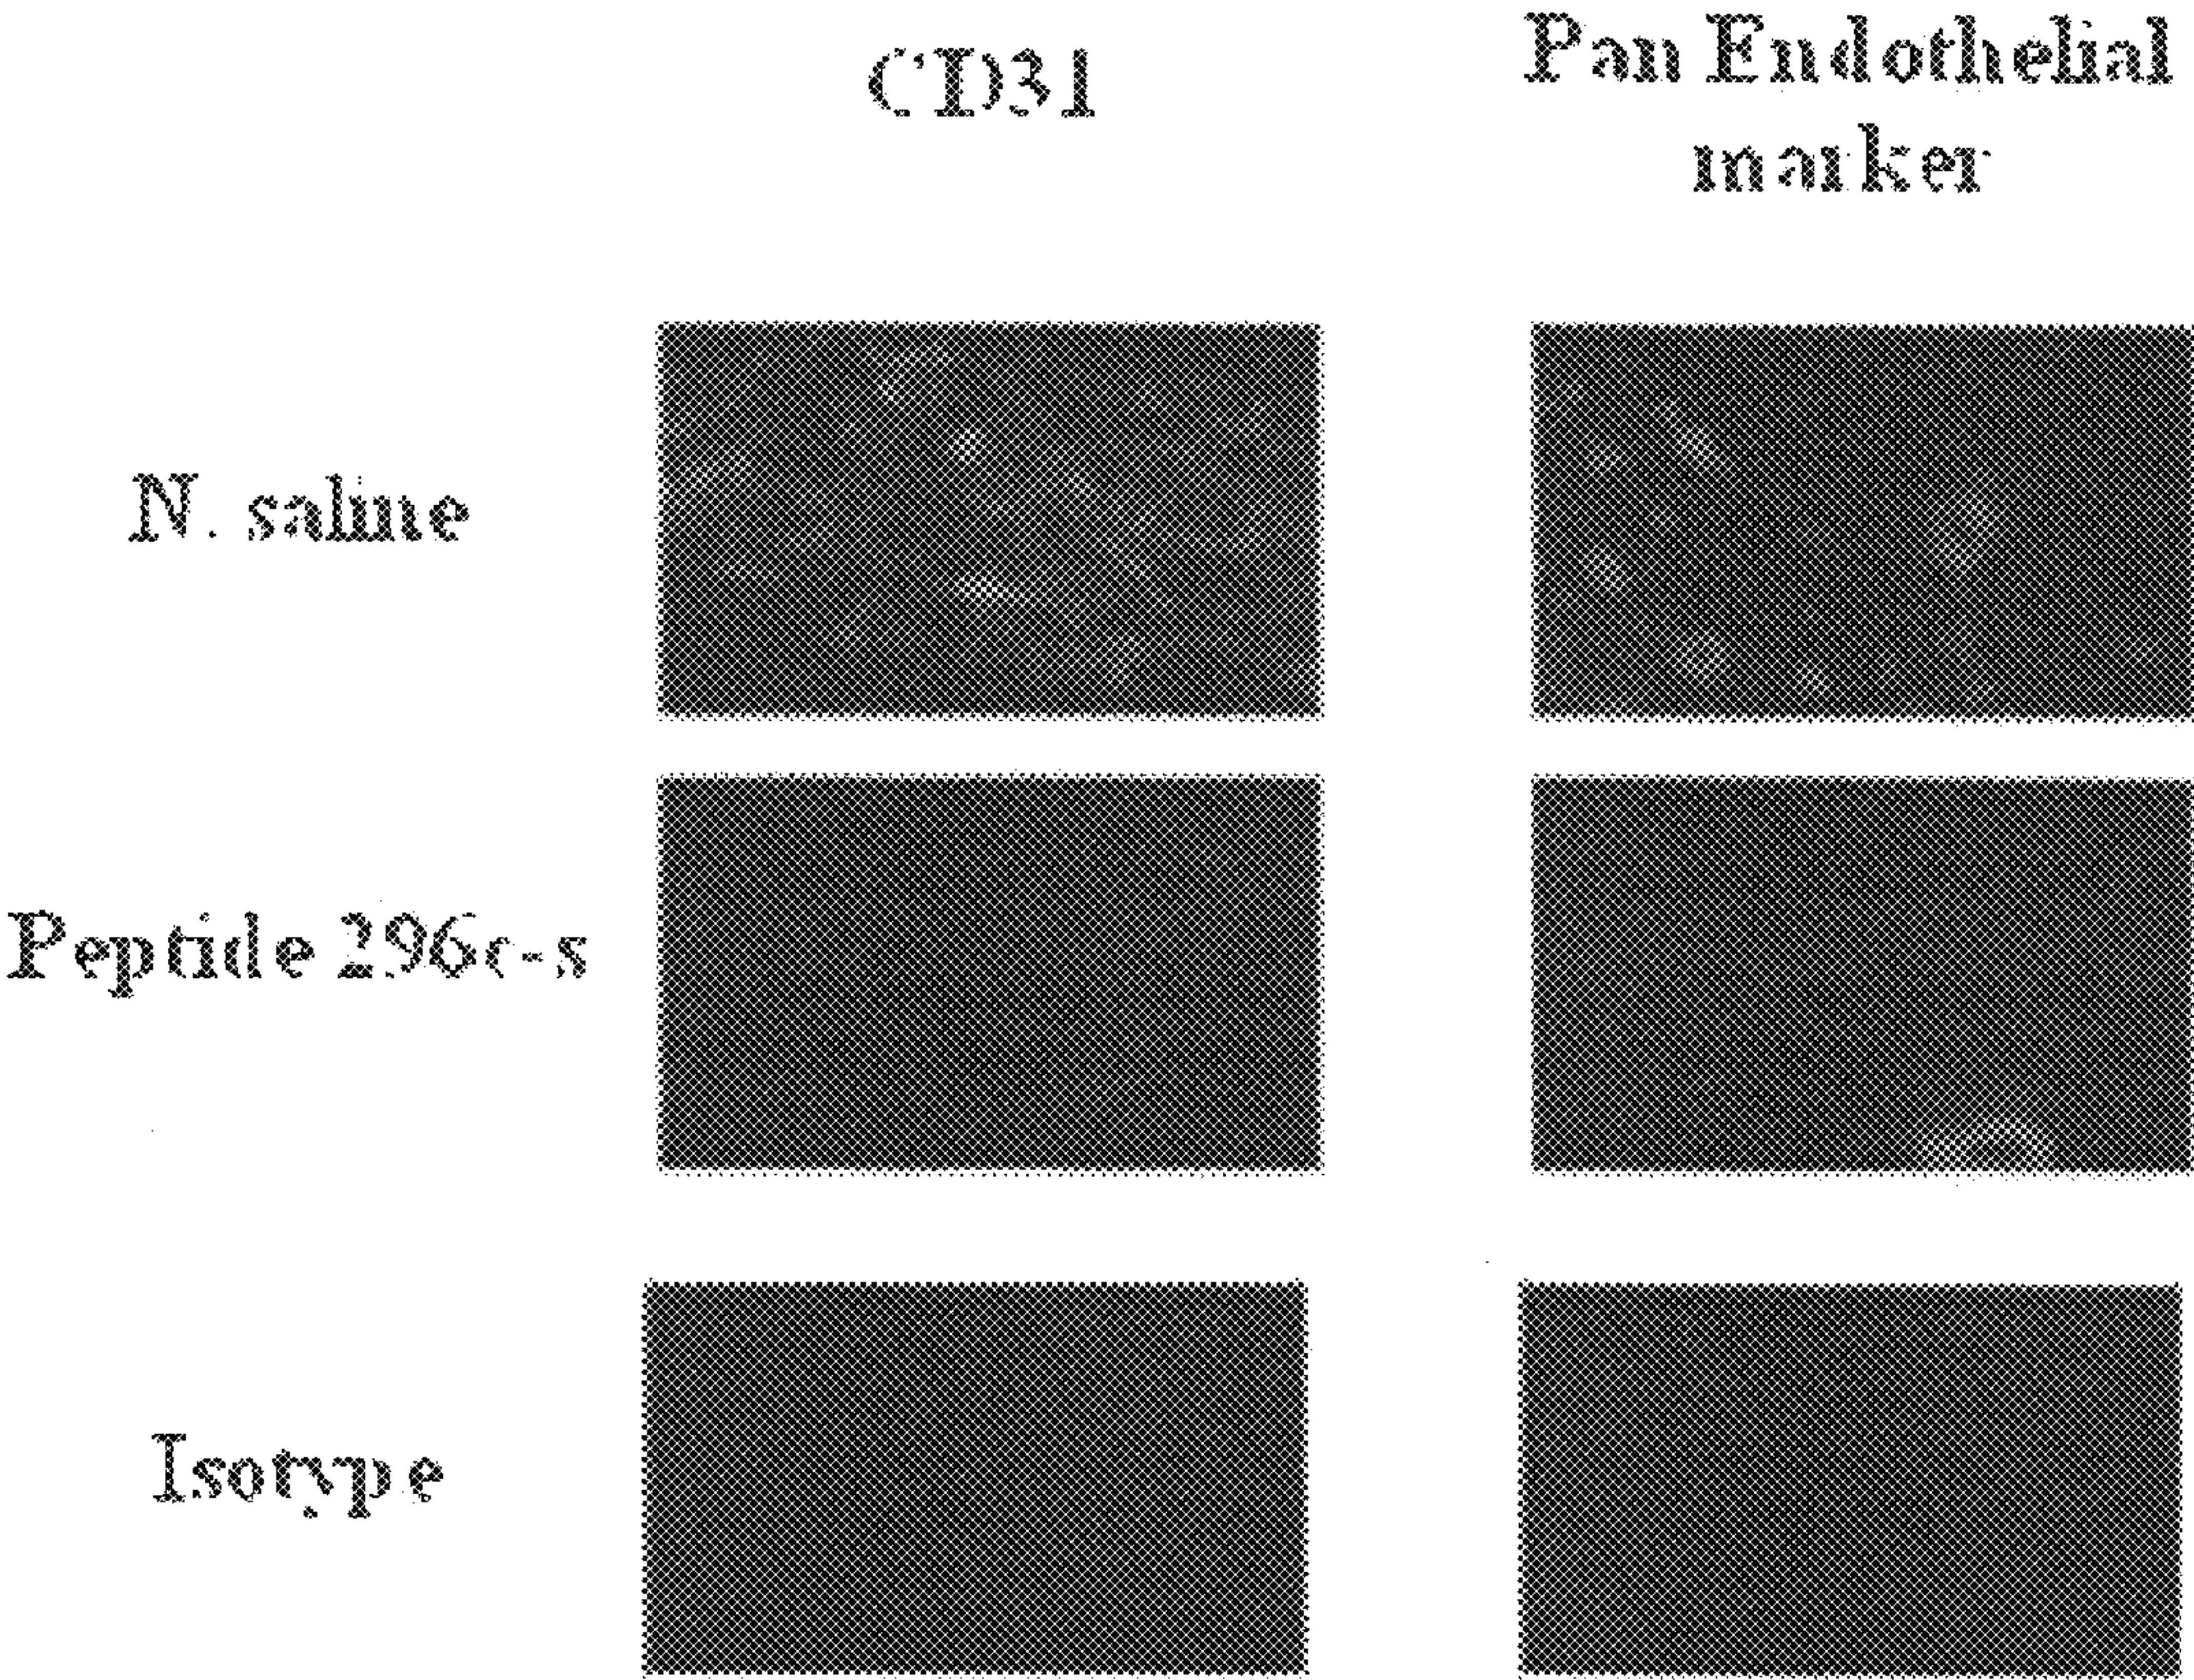 CD31
Pan Endothelial
marker
N. saline
Peptide 296c-s
Isotype